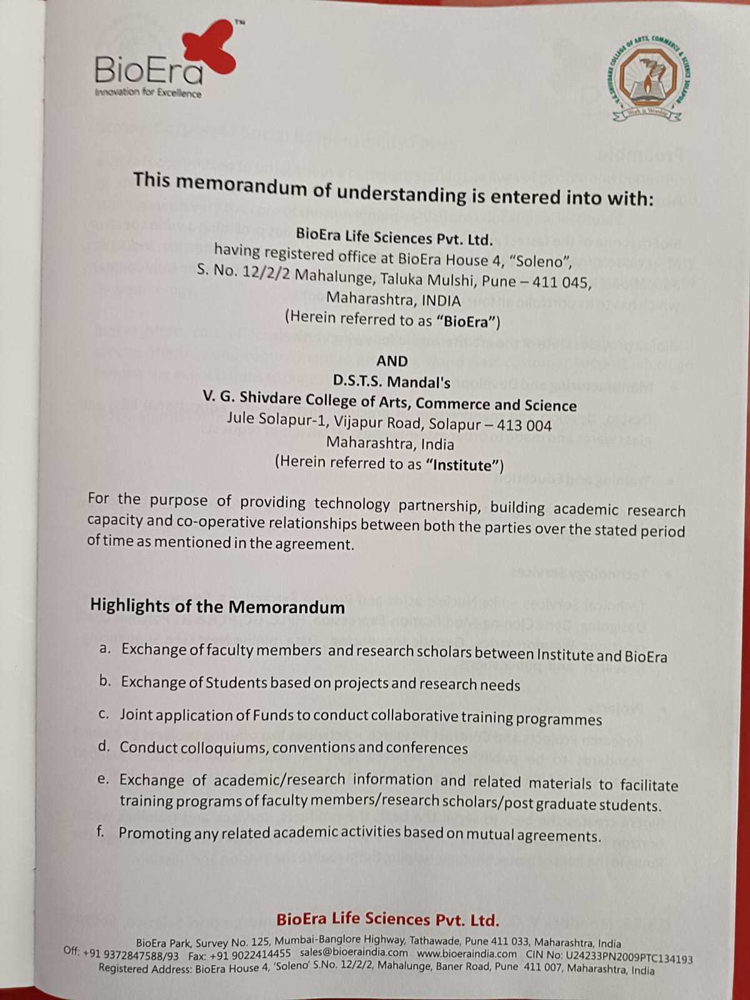 BioEra
TM
Innovation for Excellence
V.G.SHIVDARE COLLEGE OF ARTS, COMMERCE & SCIENCE SOLAPUR
Work is Worship
This memorandum of understanding is entered into with:
BioEra Life Sciences Pvt. Ltd.
having registered office at BioEra House 4, “Soleno”,
S. No. 12/2/2 Mahalunge, Taluka Mulshi, Pune – 411 045,
Maharashtra, INDIA
(Herein referred to as “BioEra”)
AND
D.S.T.S. Mandal's
V. G. Shivdare College of Arts, Commerce and Science
Jule Solapur-1, Vijapur Road, Solapur – 413 004
Maharashtra, India
(Herein referred to as “Institute”)
For the purpose of providing technology partnership, building academic research
capacity and co-operative relationships between both the parties over the stated period
of time as mentioned in the agreement.
Highlights of the Memorandum
a. Exchange of faculty members and research scholars between Institute and BioEra
b. Exchange of Students based on projects and research needs
c. Joint application of Funds to conduct collaborative training programmes
d. Conduct colloquiums, conventions and conferences
e. Exchange of academic/research information and related materials to facilitate
training programs of faculty members/research scholars/post graduate students.
f. Promoting any related academic activities based on mutual agreements.
BioEra Life Sciences Pvt. Ltd.
BioEra Park, Survey No. 125, Mumbai-Banglore Highway, Tathawade, Pune 411 033, Maharashtra, India
Off: +91 9372847588/93 Fax: +91 9022414455 sales@bioeraindia.com www.bioeraindia.com CIN No: U24233PN2009PTC134193
Registered Address: BioEra House 4, ‘Soleno’ S.No. 12/2/2, Mahalunge, Baner Road, Pune 411 007, Maharashtra, India